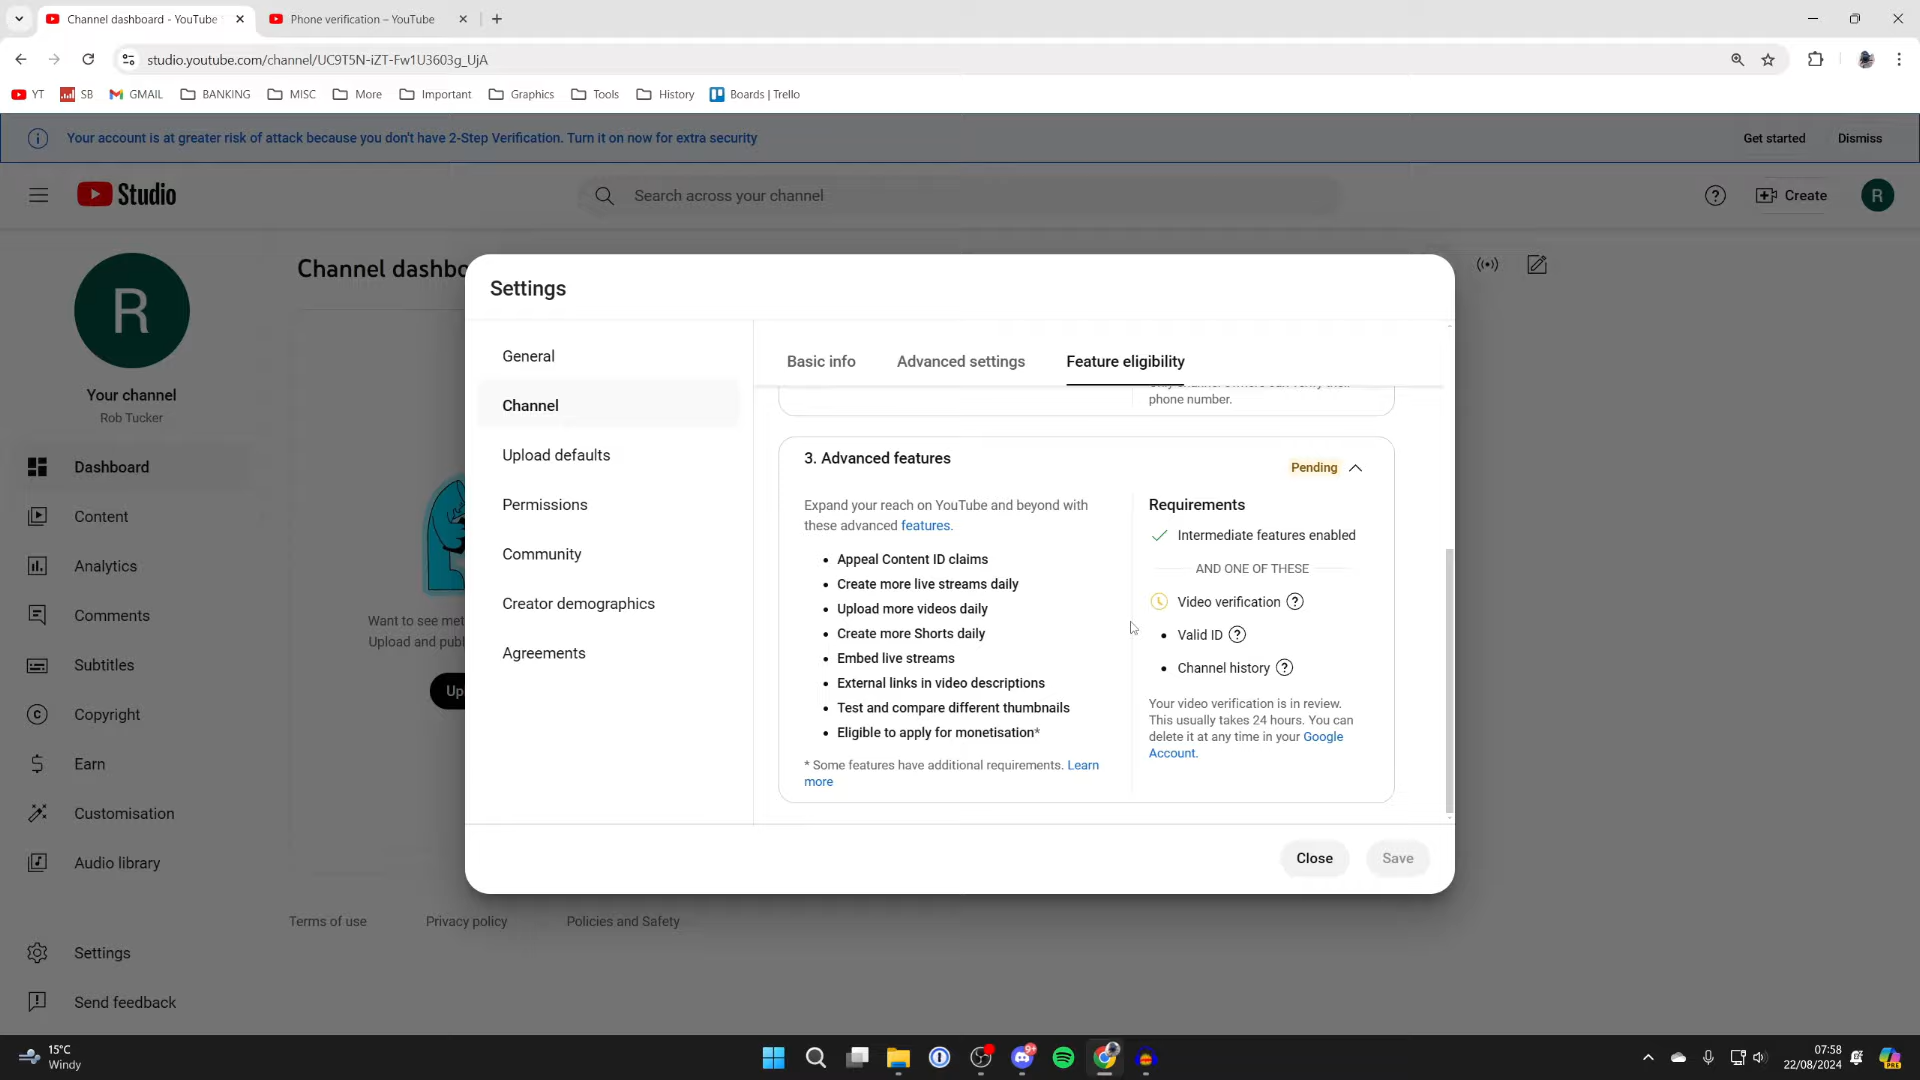 Channel dashboard - YouTube
Phone verification – YouTube
studio.youtube.com/channel/UC9T5N-iZT-Fw1U3603g_UjA
YT
SB
GMAIL
BANKING
MISC
More
Important
Graphics
Tools
History
Boards | Trello
Your account is at greater risk of attack because you don't have 2-Step Verification. Turn it on now for extra security
Get started
Dismiss
Studio
Search across your channel
Create
R
R
Your channel
Rob Tucker
Dashboard
Content
Analytics
Comments
Subtitles
Copyright
Earn
Customisation
Audio library
Settings
Send feedback
Channel dashbo
Want to see met
Upload and publ
Up
Terms of use
Privacy policy
Policies and Safety
Settings
General
Channel
Upload defaults
Permissions
Community
Creator demographics
Agreements
Basic info
Advanced settings
Feature eligibility
phone number.
3. Advanced features
Pending
Expand your reach on YouTube and beyond with
these advanced features.
• Appeal Content ID claims
• Create more live streams daily
• Upload more videos daily
• Create more Shorts daily
• Embed live streams
• External links in video descriptions
• Test and compare different thumbnails
• Eligible to apply for monetisation*
* Some features have additional requirements. Learn
more
Requirements
Intermediate features enabled
AND ONE OF THESE
Video verification
• Valid ID
• Channel history
Your video verification is in review.
This usually takes 24 hours. You can
delete it at any time in your Google
Account.
Close
Save
15°C
Windy
9+
07:58
22/08/2024
PRE